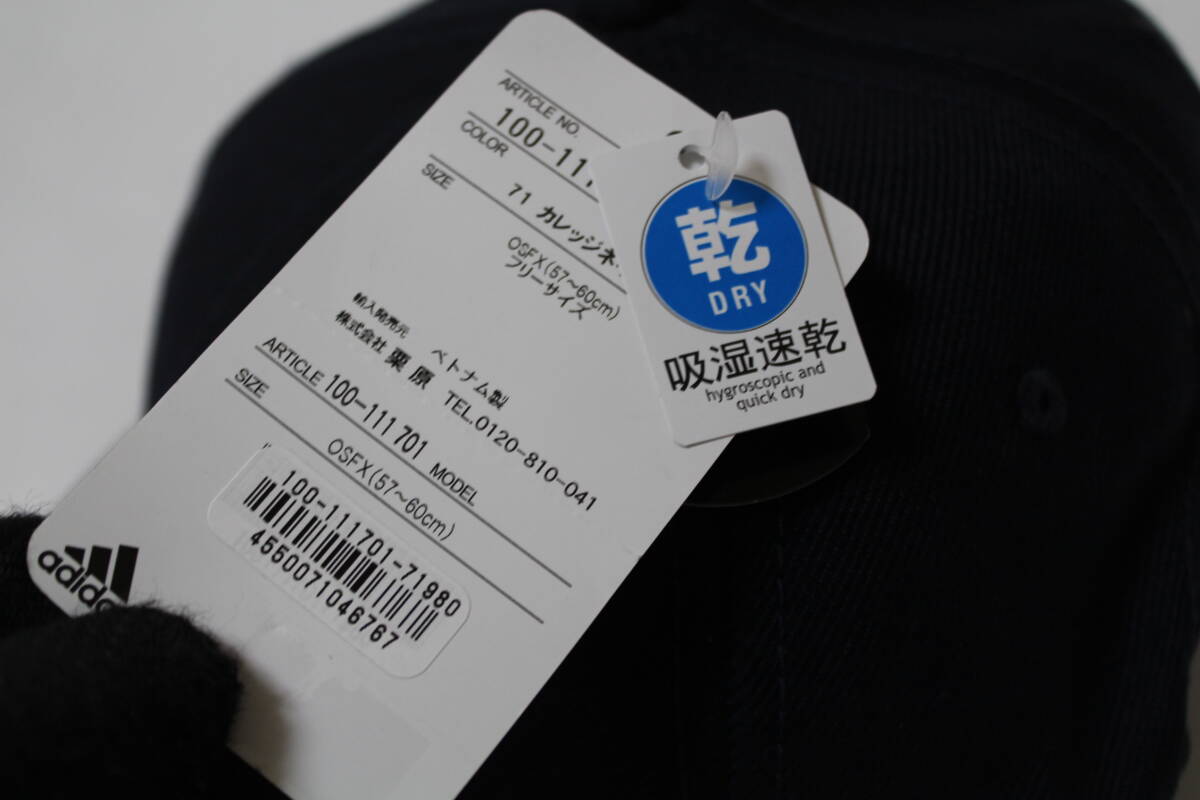 ARTICLE NO.
100-111
COLOR
71 カレッジネ
SIZE
OSFX(57~60cm)
フリーサイズ
ベトナム製
輸入発売元
株式会社 栗原 TEL.0120-810-041
ARTICLE 100-111701 MODEL
SIZE
OSFX(57~60cm)
100-111701-71980
4550071046767
adidas
乾
DRY
吸湿速乾
hygroscopic and
quick dry